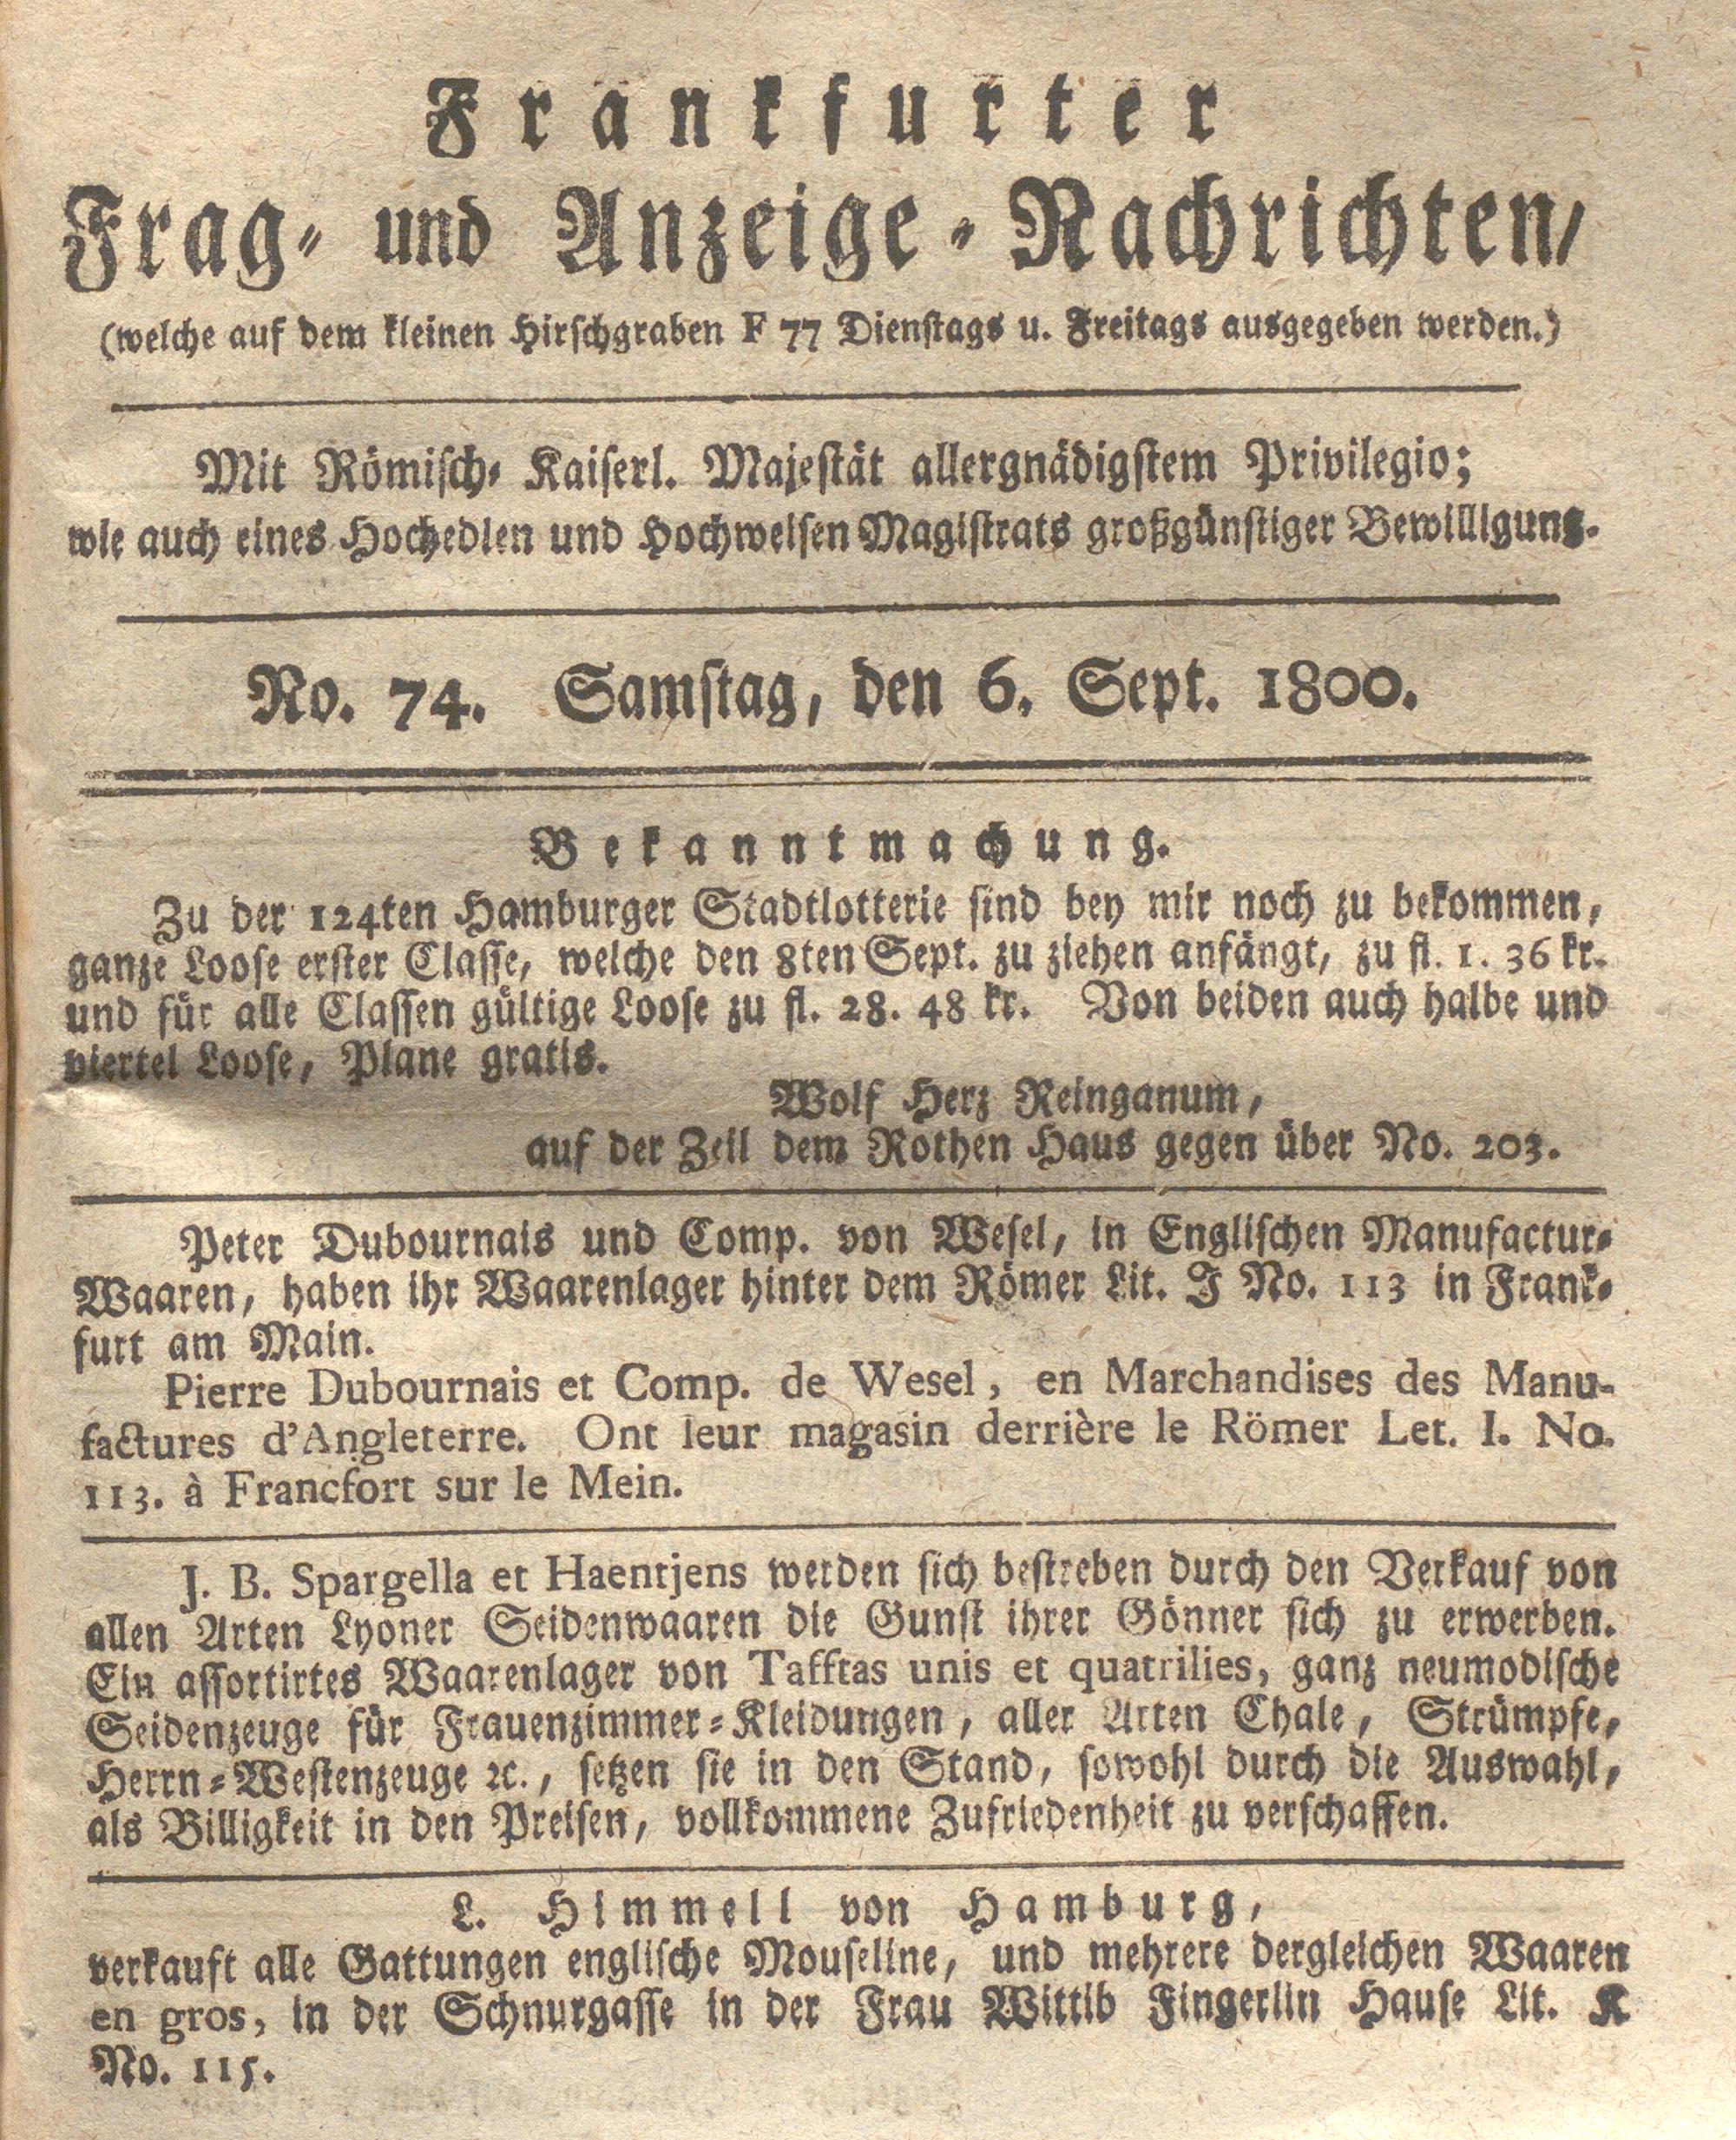 Frankfurter
Frag- und Anzeige-Nachrichten,
(welche auf dem kleinen Hirschgraben F 77 Dienstags u. Freitags ausgegeben werden.)
Mit Römisch- Kaiserl. Majestät allergnädigstem Privilegio;
wie auch eines Hochedlen und Hochweisen Magistrats großgünstiger Bewilligung.
No. 74. Samstag, den 6. Sept. 1800.
Bekanntmachung.
Zu der 124ten Hamburger Stadtlotterie sind bey mir noch zu bekommen,
ganze Loose erster Classe, welche den 8ten Sept. zu ziehen anfängt, zu fl. 1. 36 kr.
und für alle Classen gültige Loose zu fl. 28. 48 kr. Von beiden auch halbe und
viertel Loose, Plane gratis.
Wolf Herz Reinganum,
auf der Zeil dem Rothen Haus gegen über No. 203.
Peter Dubournais und Comp. von Wesel, in Englischen Manufactur-
Waaren, haben ihr Waarenlager hinter dem Römer Lit. J No. 113 in Frank-
furt am Main.
Pierre Dubournais et Comp. de Wesel, en Marchandises des Manu-
factures d'Angleterre. Ont leur magasin derrière le Römer Let. I. No.
113. à Francfort sur le Mein.
J. B. Spargella et Haentjens werden sich bestreben durch den Verkauf von
allen Arten Lyoner Seidenwaaren die Gunst ihrer Gönner sich zu erwerben.
Ein assortirtes Waarenlager von Tafftas unis et quatrilies, ganz neumodische
Seidenzeuge für Frauenzimmer-Kleidungen, aller Arten Chale, Strümpfe,
Herrn-Westenzeuge ꝛc., setzen sie in den Stand, sowohl durch die Auswahl,
als Billigkeit in den Preisen, vollkommene Zufriedenheit zu verschaffen.
L. Himmell von Hamburg,
verkauft alle Gattungen englische Mouseline, und mehrere dergleichen Waaren
en gros, in der Schnurgasse in der Frau Wittib Fingerlin Hause Lit. K
No. 115.